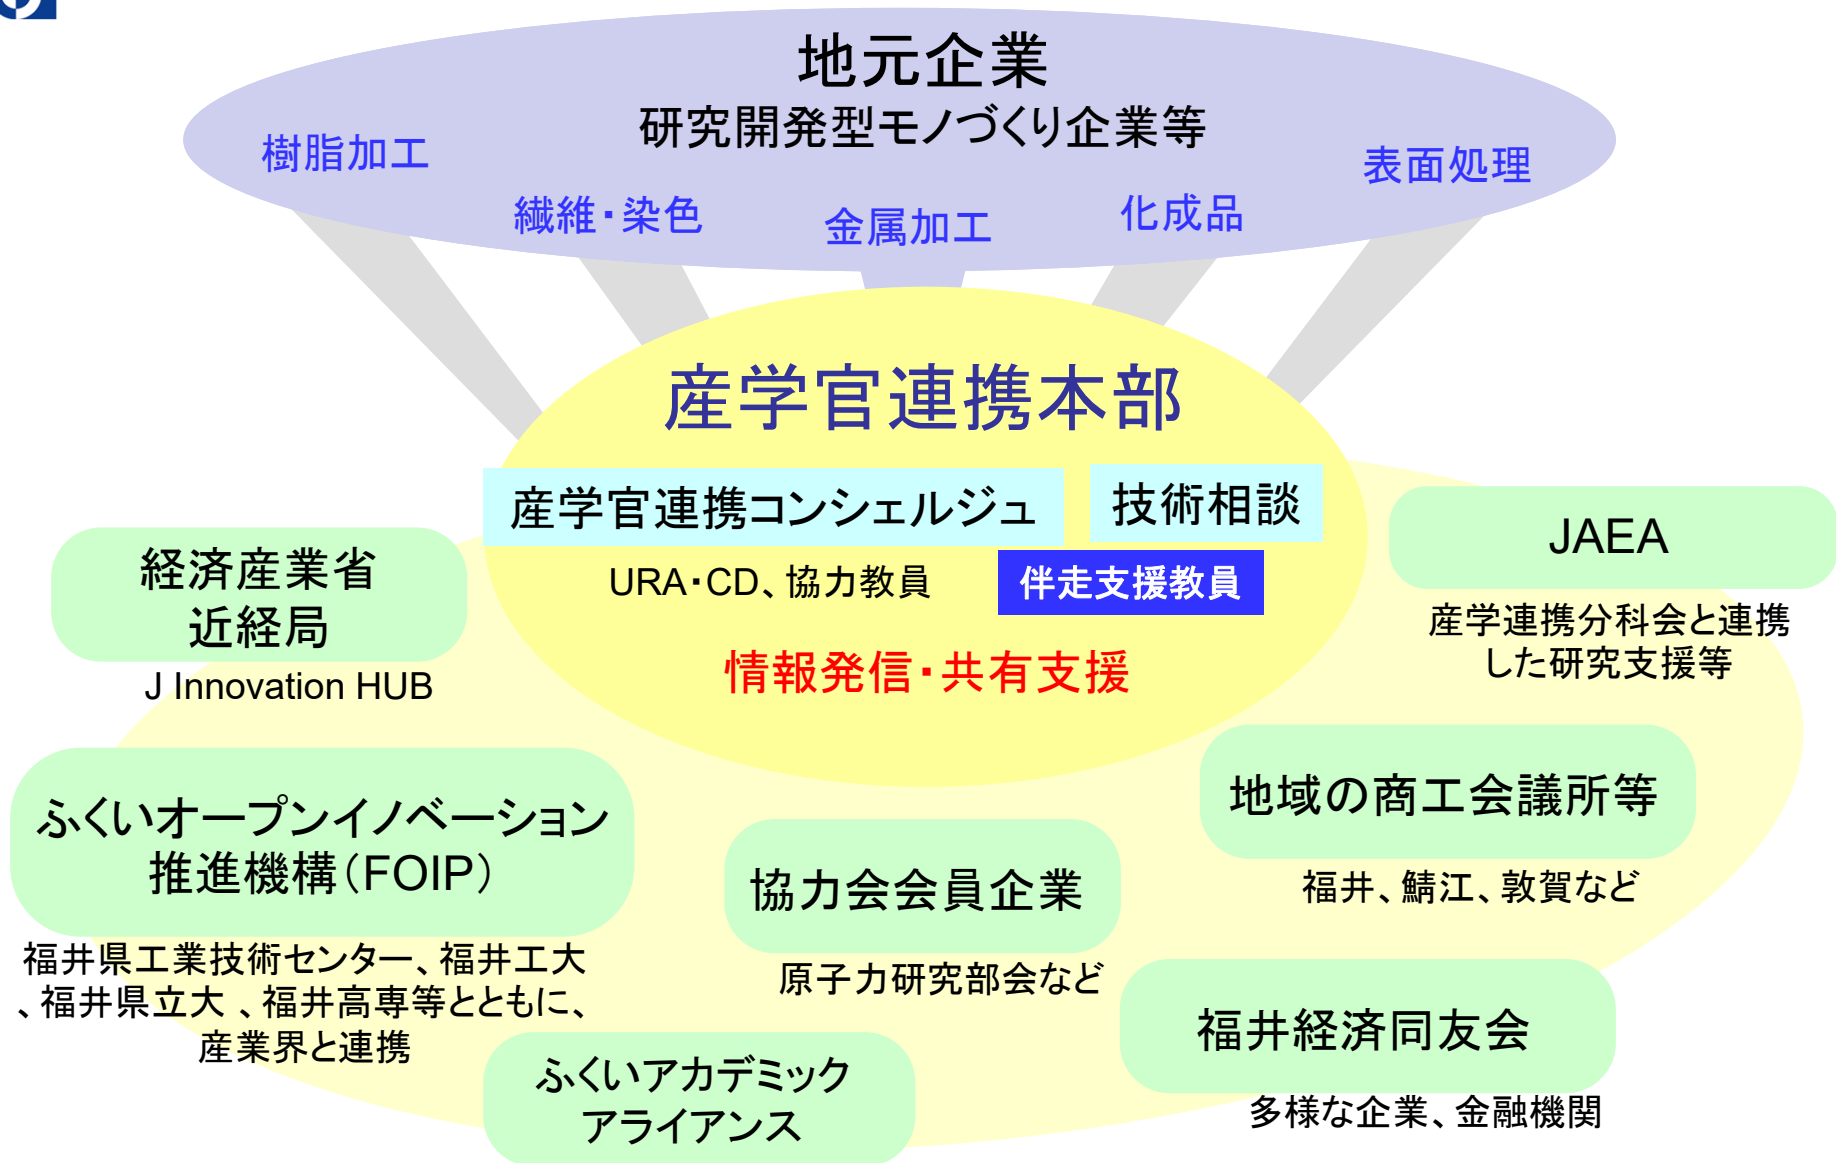 地元企業
研究開発型モノづくり企業等
樹脂加工
繊維・染色
金属加工
化成品
表面処理
産学官連携本部
産学官連携コンシェルジュ
技術相談
URA・CD、協力教員
伴走支援教員
情報発信・共有支援
経済産業省
近経局
J Innovation HUB
JAEA
産学連携分科会と連携
した研究支援等
ふくいオープンイノベーション
推進機構（FOIP）
福井県工業技術センター、福井工大
、福井県立大 、福井高専等とともに、
産業界と連携
地域の商工会議所等
福井、鯖江、敦賀など
協力会会員企業
原子力研究部会など
福井経済同友会
多様な企業、金融機関
ふくいアカデミック
アライアンス